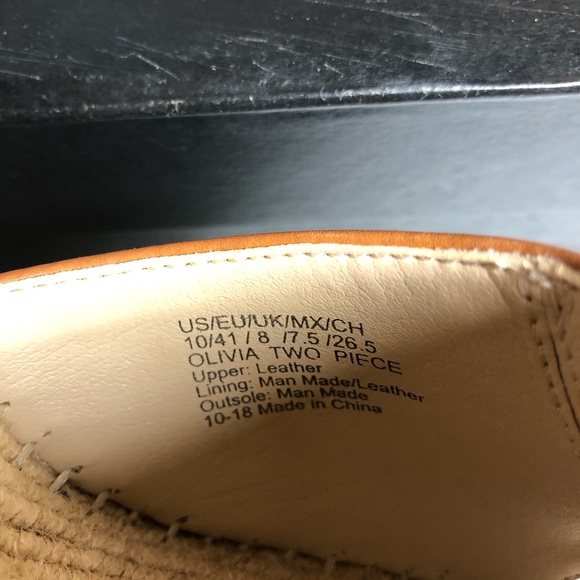 US/EU/UK/MX/CH
10/41 / 8 /7.5 /26.5
OLIVIA TWO PIECE
Upper: Leather
Lining: Man Made/Leather
Outsole: Man Made
10-18 Made in China